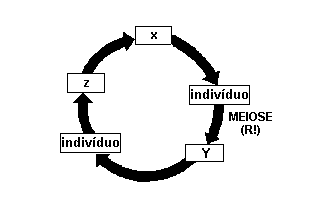 x
indivíduo
MEIOSE
(R!)
Y
indivíduo
z